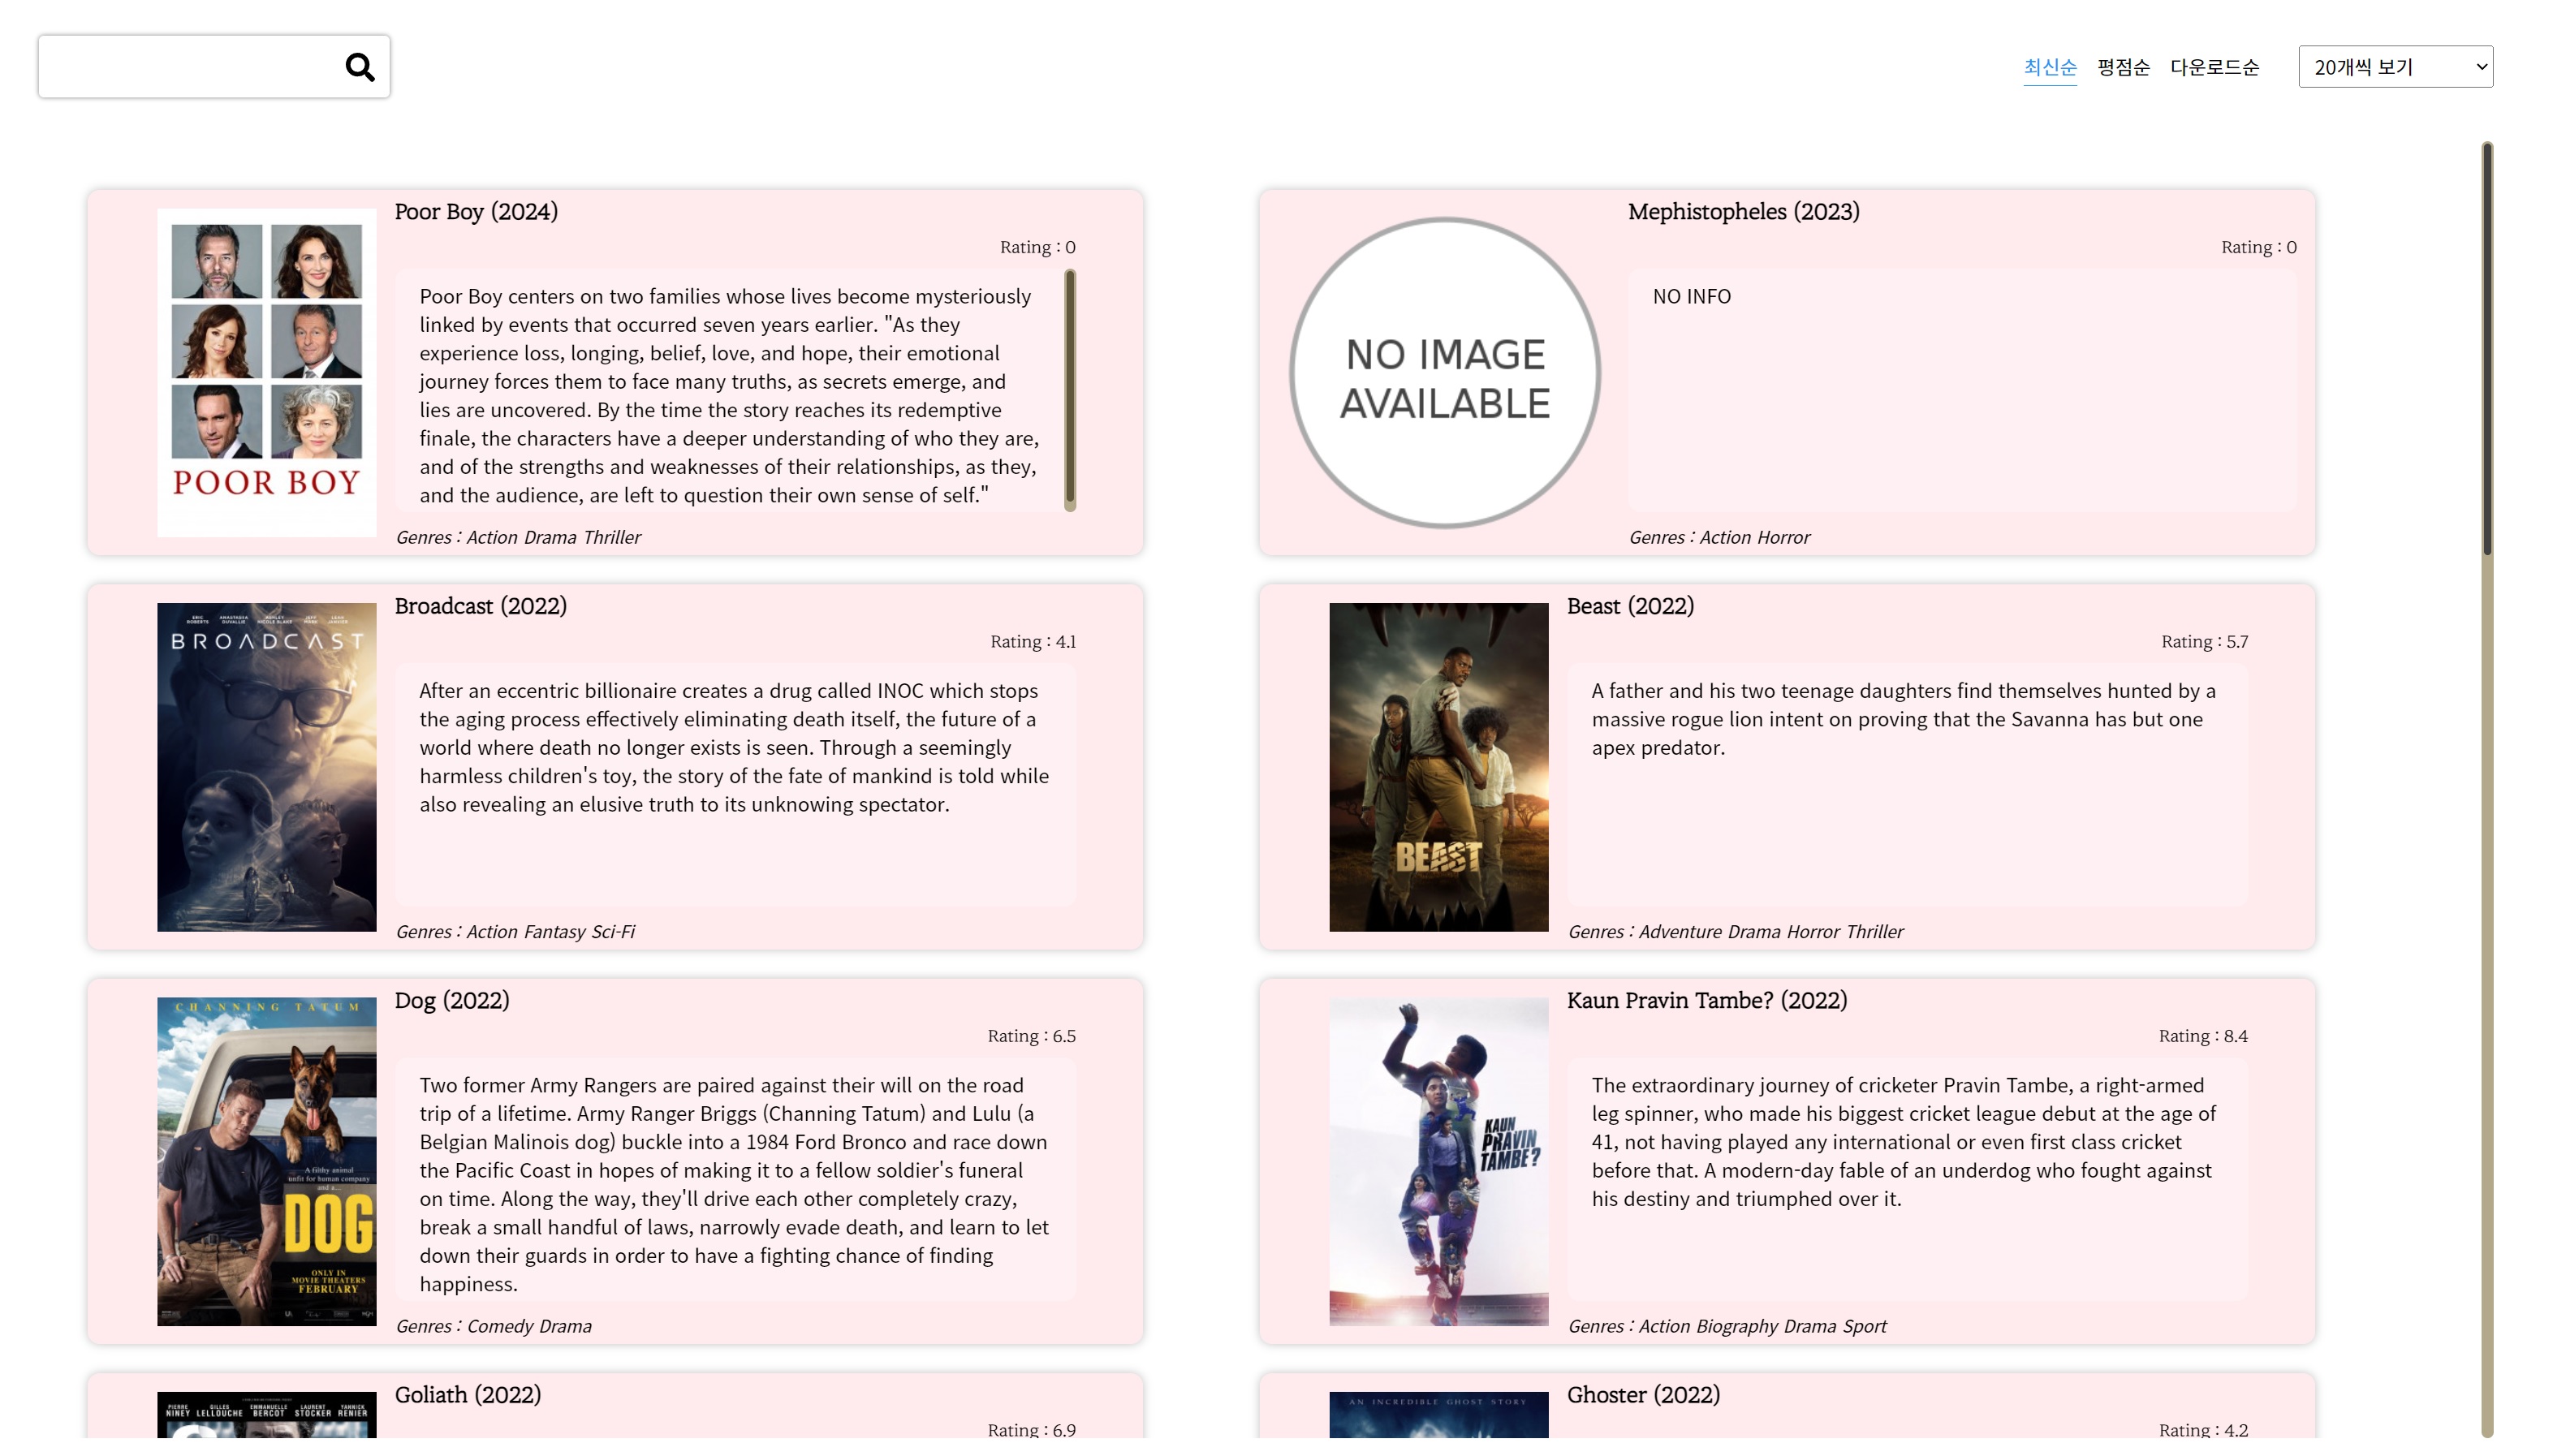 최신순 평점순 다운로드순 20개씩 보기
Poor Boy (2024)
Rating : 0
Poor Boy centers on two families whose lives become mysteriously
linked by events that occurred seven years earlier. "As they
experience loss, longing, belief, love, and hope, their emotional
journey forces them to face many truths, as secrets emerge, and
lies are uncovered. By the time the story reaches its redemptive
finale, the characters have a deeper understanding of who they are,
and of the strengths and weaknesses of their relationships, as they,
and the audience, are left to question their own sense of self."
Genres : Action Drama Thriller
POOR BOY
Mephistopheles (2023)
Rating : 0
NO INFO
NO IMAGE
AVAILABLE
Genres : Action Horror
Broadcast (2022)
Rating : 4.1
BROADCAST
After an eccentric billionaire creates a drug called INOC which stops
the aging process effectively eliminating death itself, the future of a
world where death no longer exists is seen. Through a seemingly
harmless children's toy, the story of the fate of mankind is told while
also revealing an elusive truth to its unknowing spectator.
Genres : Action Fantasy Sci-Fi
Beast (2022)
Rating : 5.7
A father and his two teenage daughters find themselves hunted by a
massive rogue lion intent on proving that the Savanna has but one
apex predator.
BEAST
Genres : Adventure Drama Horror Thriller
Dog (2022)
Rating : 6.5
CHANNING TATUM
Two former Army Rangers are paired against their will on the road
trip of a lifetime. Army Ranger Briggs (Channing Tatum) and Lulu (a
Belgian Malinois dog) buckle into a 1984 Ford Bronco and race down
the Pacific Coast in hopes of making it to a fellow soldier's funeral
on time. Along the way, they'll drive each other completely crazy,
break a small handful of laws, narrowly evade death, and learn to let
down their guards in order to have a fighting chance of finding
happiness.
A filthy animal
unfit for human company
and a...
DOG
ONLY IN
MOVIE THEATERS
FEBRUARY
Genres : Comedy Drama
Kaun Pravin Tambe? (2022)
Rating : 8.4
The extraordinary journey of cricketer Pravin Tambe, a right-armed
leg spinner, who made his biggest cricket league debut at the age of
41, not having played any international or even first class cricket
before that. A modern-day fable of an underdog who fought against
his destiny and triumphed over it.
KAUN
PRAVIN
TAMBE?
Genres : Action Biography Drama Sport
Goliath (2022)
Rating : 6.9
PIERRE GILLES EMMANUELLE LAURENT YANNICK
NINEY LELLOUCHE BERCOT STOCKER RENIER
Ghoster (2022)
Rating : 4.2
AN INCREDIBLE GHOST STORY